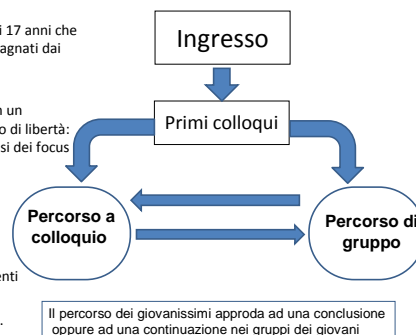 i 17 anni che
agnati dai
n un
o di libertà:
si dei focus
enti
.
Ingresso
Primi colloqui
Percorso a
colloquio
Percorso di
gruppo
Il percorso dei giovanissimi approda ad una conclusione
oppure ad una continuazione nei gruppi dei giovani